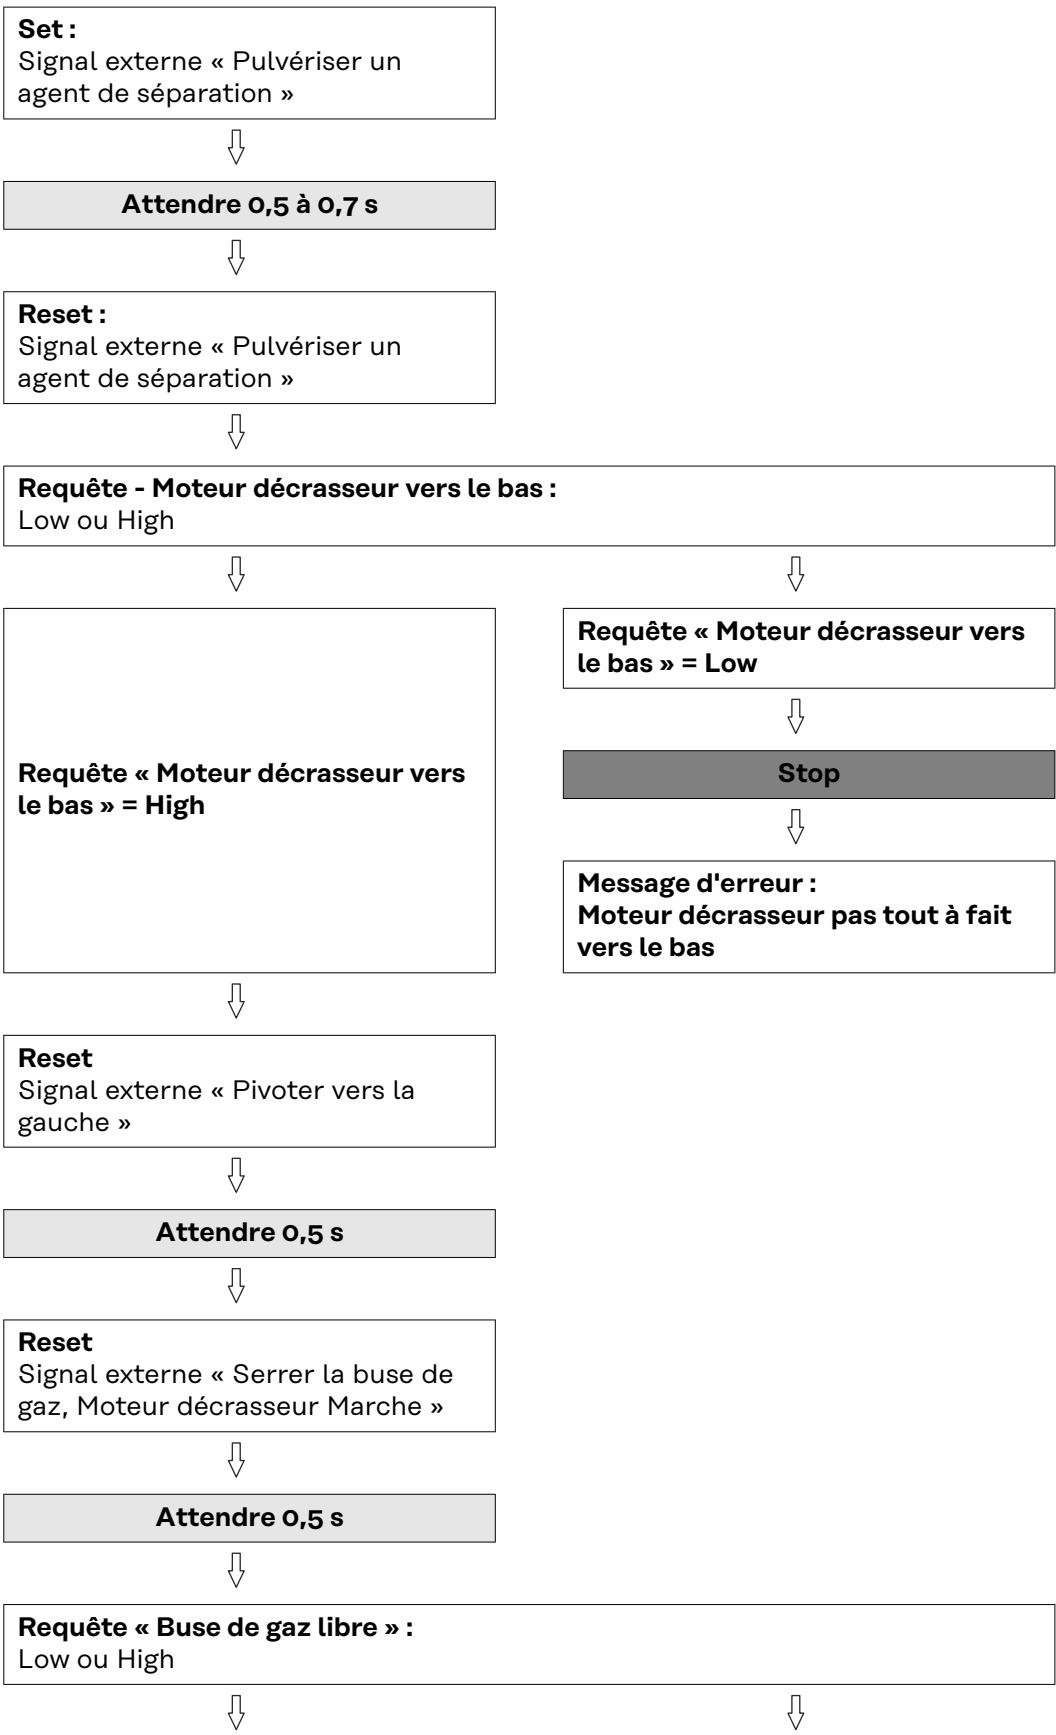 Set :
Signal externe « Pulvériser un
agent de séparation »
Attendre 0,5 à 0,7 s
Reset :
Signal externe « Pulvériser un
agent de séparation »
Requête - Moteur décrasseur vers le bas :
Low ou High
Requête « Moteur décrasseur vers
le bas » = High
Requête « Moteur décrasseur vers
le bas » = Low
Stop
Message d'erreur :
Moteur décrasseur pas tout à fait
vers le bas
Reset
Signal externe « Pivoter vers la
gauche »
Attendre 0,5 s
Reset
Signal externe « Serrer la buse de
gaz, Moteur décrasseur Marche »
Attendre 0,5 s
Requête « Buse de gaz libre » :
Low ou High